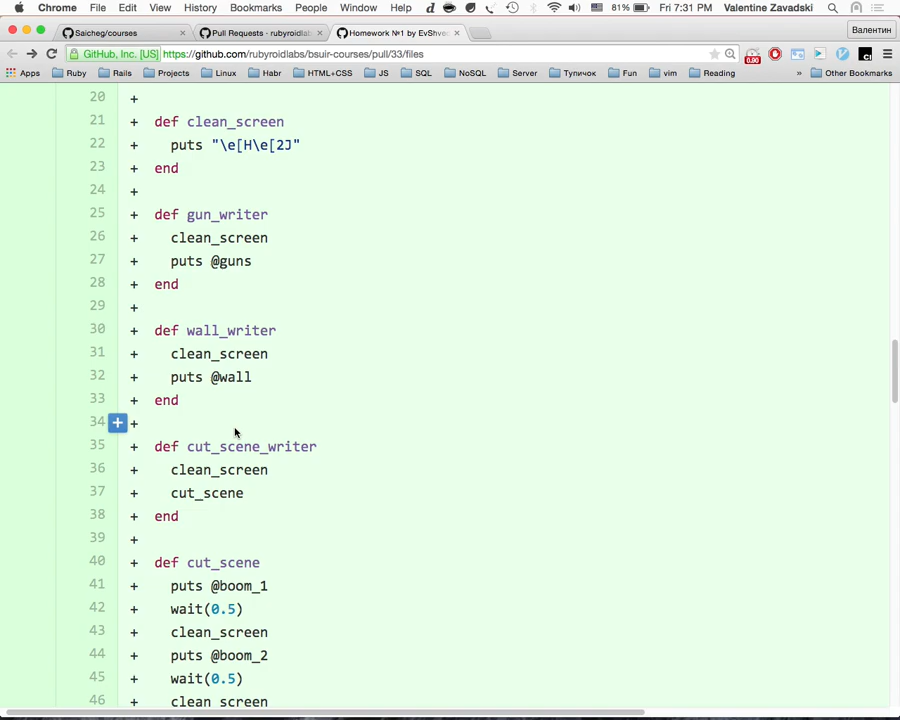 Chrome File Edit View History Bookmarks People Window Help 81% Fri 7:31 PM Valentine Zavadski
Saicheg/courses Pull Requests · rubyroidlabs Homework №1 by EvShve Валентин
GitHub, Inc. [US] https://github.com/rubyroidlabs/bsuir-courses/pull/33/files 0.90
Apps Ruby Rails Projects Linux Habr HTML+CSS JS SQL NoSQL Server Тупичок Fun vim Reading » Other Bookmarks
20 +
21 + def clean_screen
22 + puts "\e[H\e[2J"
23 + end
24 +
25 + def gun_writer
26 + clean_screen
27 + puts @guns
28 + end
29 +
30 + def wall_writer
31 + clean_screen
32 + puts @wall
33 + end
34 + +
35 + def cut_scene_writer
36 + clean_screen
37 + cut_scene
38 + end
39 +
40 + def cut_scene
41 + puts @boom_1
42 + wait(0.5)
43 + clean_screen
44 + puts @boom_2
45 + wait(0.5)
46 + clean_screen